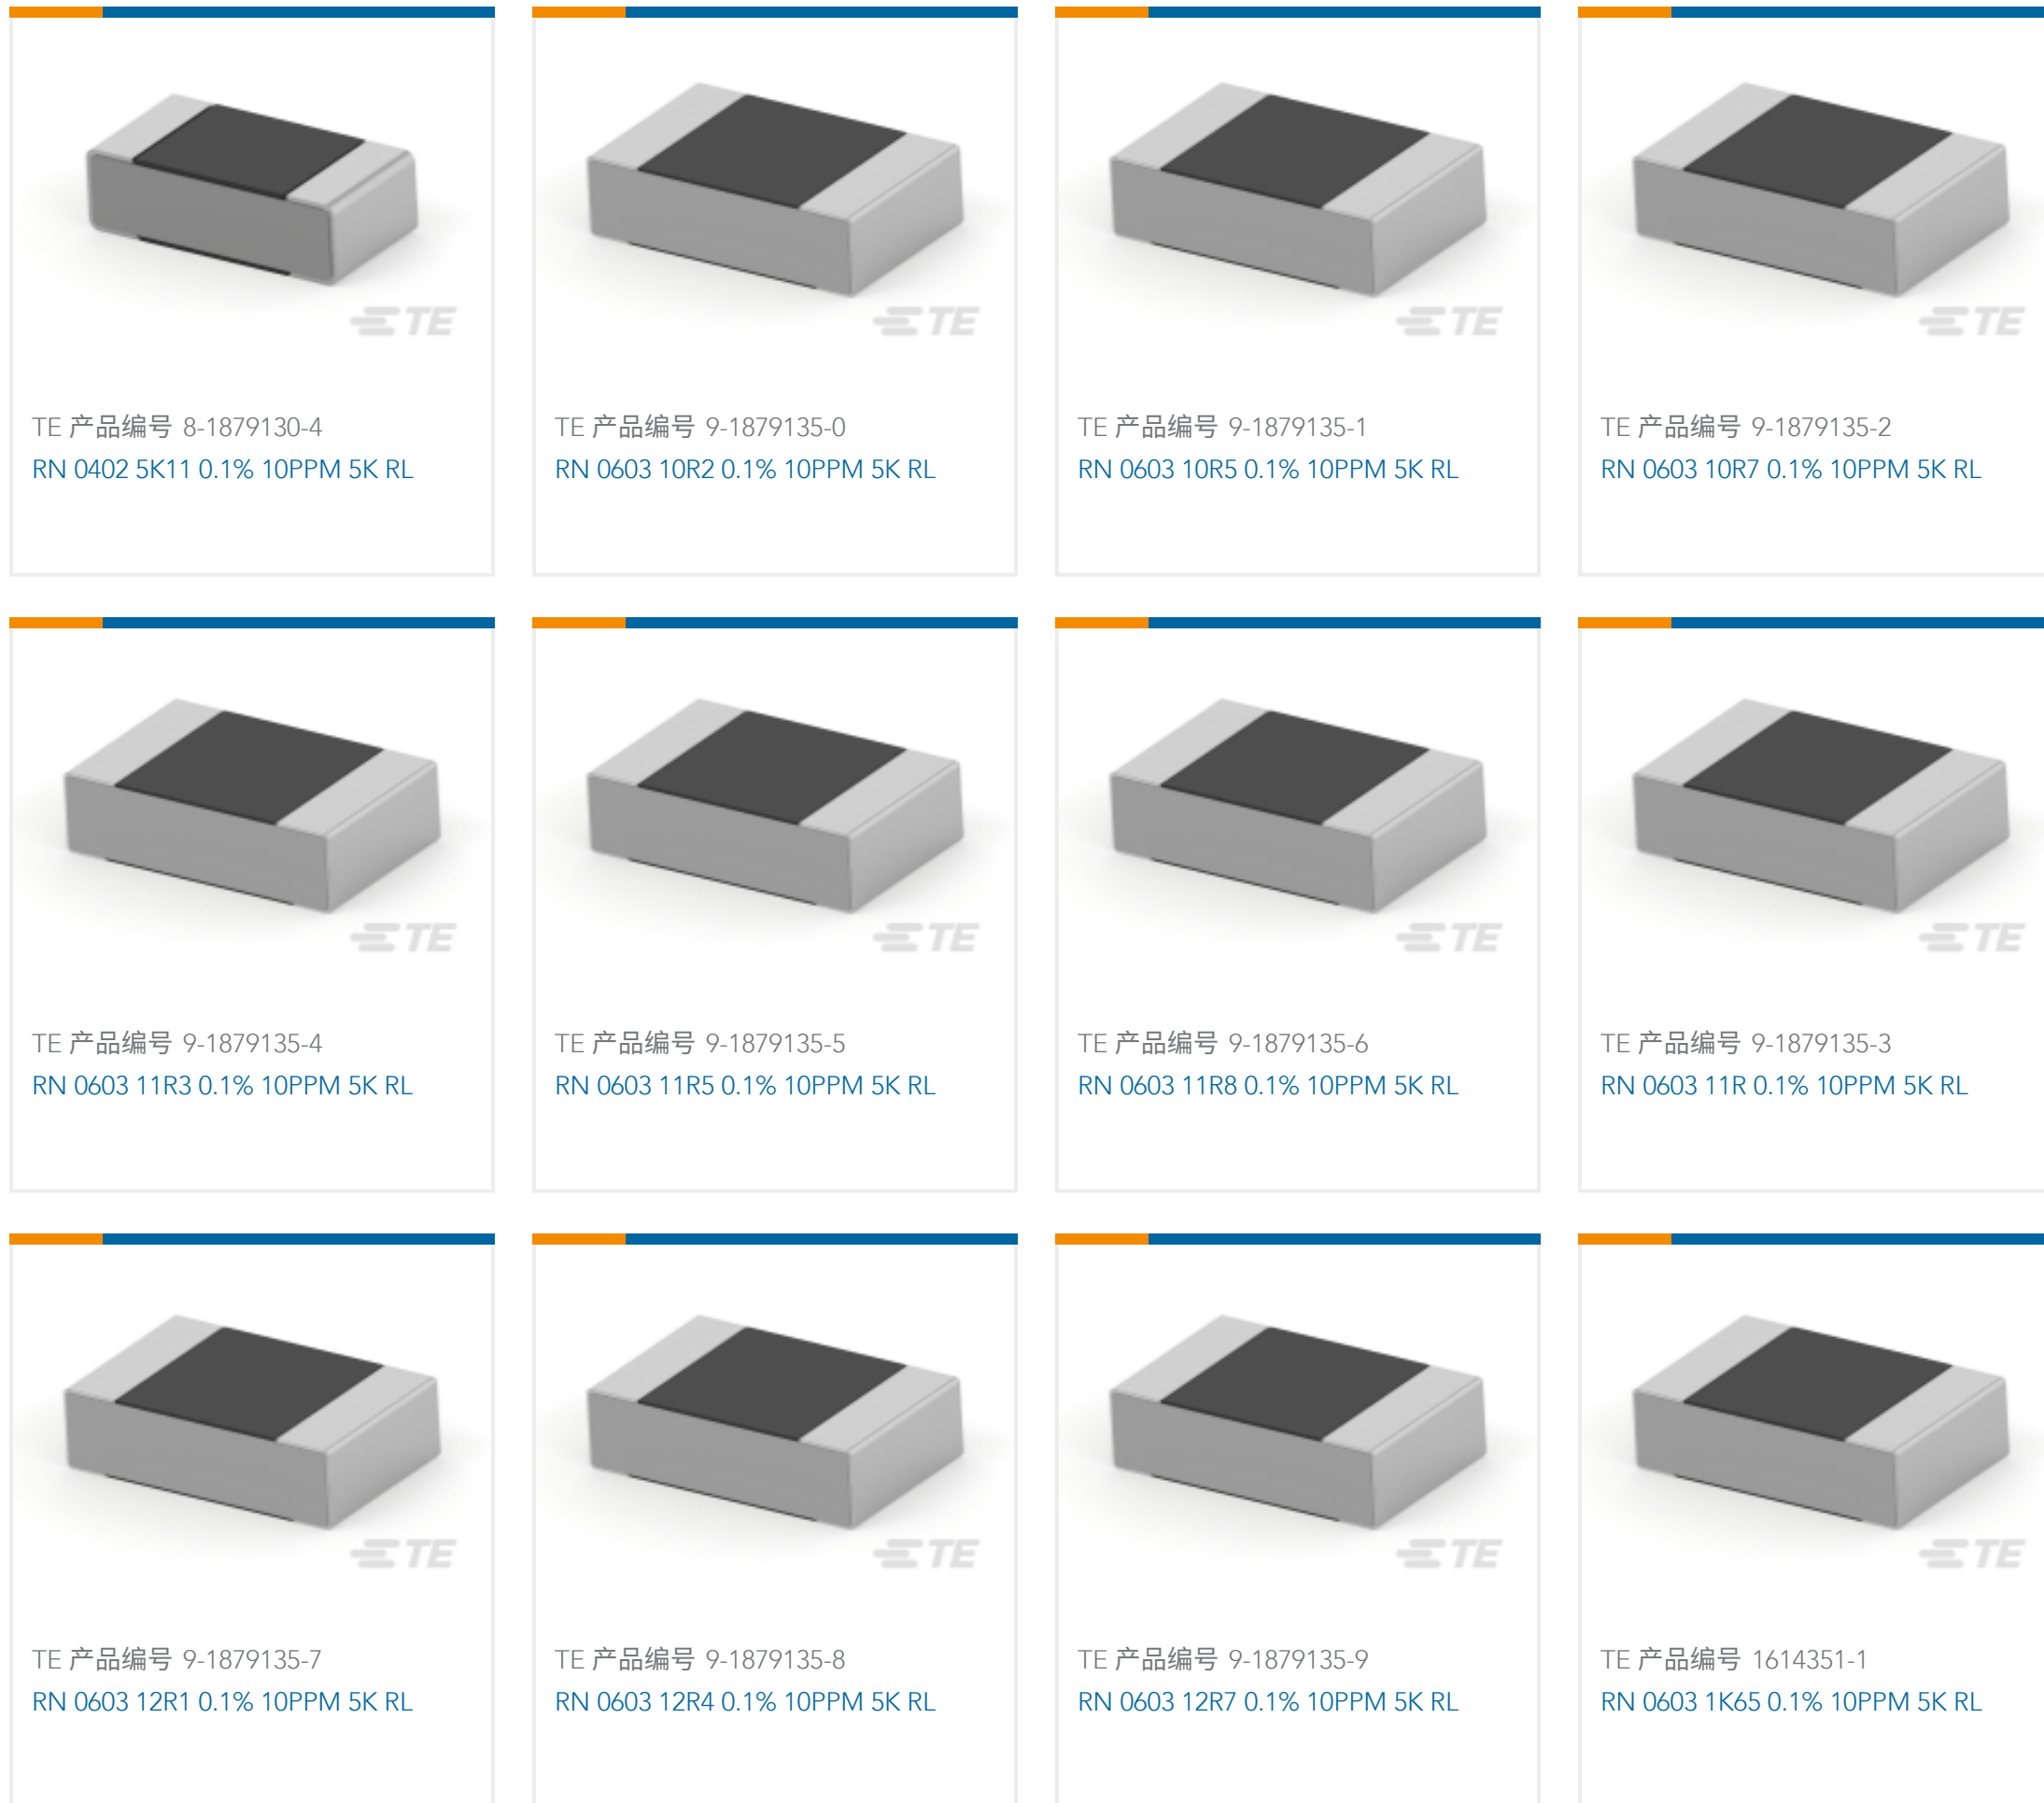 TE
TE
TE
TE
TE 产品编号 8-1879130-4
RN 0402 5K11 0.1% 10PPM 5K RL
TE 产品编号 9-1879135-0
RN 0603 10R2 0.1% 10PPM 5K RL
TE 产品编号 9-1879135-1
RN 0603 10R5 0.1% 10PPM 5K RL
TE 产品编号 9-1879135-2
RN 0603 10R7 0.1% 10PPM 5K RL
TE
TE
TE
TE
TE 产品编号 9-1879135-4
RN 0603 11R3 0.1% 10PPM 5K RL
TE 产品编号 9-1879135-5
RN 0603 11R5 0.1% 10PPM 5K RL
TE 产品编号 9-1879135-6
RN 0603 11R8 0.1% 10PPM 5K RL
TE 产品编号 9-1879135-3
RN 0603 11R 0.1% 10PPM 5K RL
TE
TE
TE
TE
TE 产品编号 9-1879135-7
RN 0603 12R1 0.1% 10PPM 5K RL
TE 产品编号 9-1879135-8
RN 0603 12R4 0.1% 10PPM 5K RL
TE 产品编号 9-1879135-9
RN 0603 12R7 0.1% 10PPM 5K RL
TE 产品编号 1614351-1
RN 0603 1K65 0.1% 10PPM 5K RL